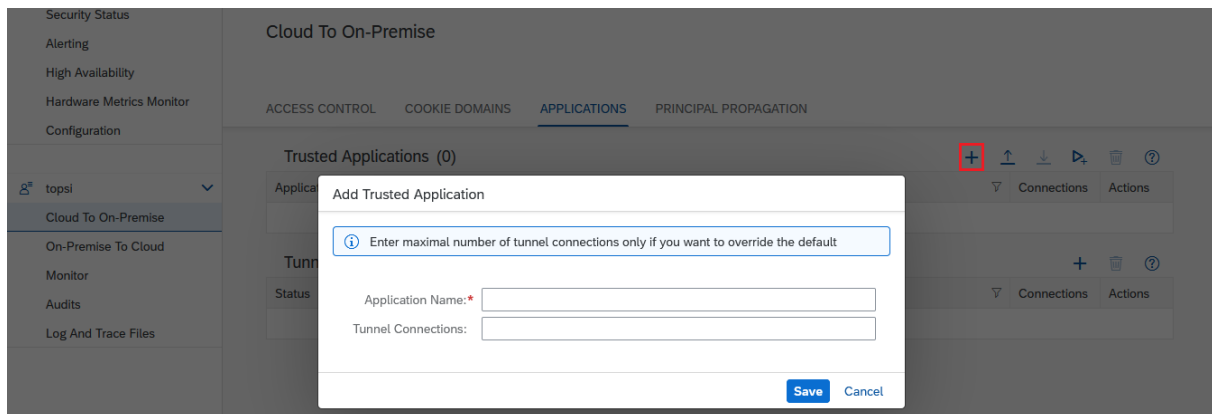 Security Status
Alerting
High Availability
Hardware Metrics Monitor
Configuration
topsi
Cloud To On-Premise
On-Premise To Cloud
Monitor
Audits
Log And Trace Files
Cloud To On-Premise
ACCESS CONTROL COOKIE DOMAINS APPLICATIONS PRINCIPAL PROPAGATION
Trusted Applications (0)
Applicat Connections Actions
Tunn
Status Connections Actions
Add Trusted Application
Enter maximal number of tunnel connections only if you want to override the default
Application Name:*
Tunnel Connections:
Save Cancel